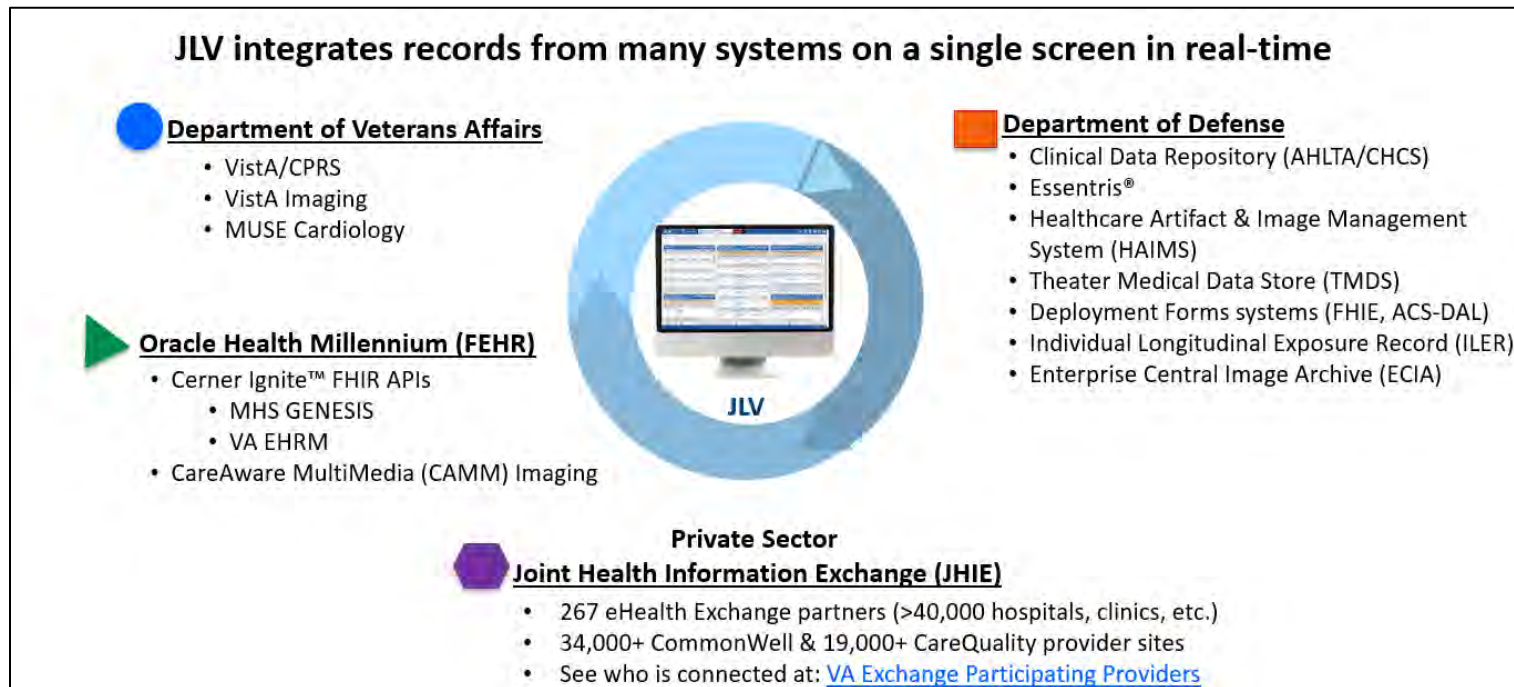 JLV integrates records from many systems on a single screen in real-time
Department of Veterans Affairs
• VistA/CPRS
• VistA Imaging
• MUSE Cardiology
Oracle Health Millennium (FEHR)
• Cerner Ignite™ FHIR APIs
• MHS GENESIS
• VA EHRM
• CareAware MultiMedia (CAMM) Imaging
JLV
Department of Defense
• Clinical Data Repository (AHLTA/CHCS)
• Essentris®
• Healthcare Artifact & Image Management
System (HAIMS)
• Theater Medical Data Store (TMDS)
• Deployment Forms systems (FHIE, ACS-DAL)
• Individual Longitudinal Exposure Record (ILER)
• Enterprise Central Image Archive (ECIA)
Private Sector
Joint Health Information Exchange (JHIE)
• 267 eHealth Exchange partners (>40,000 hospitals, clinics, etc.)
• 34,000+ CommonWell & 19,000+ CareQuality provider sites
• See who is connected at: VA Exchange Participating Providers